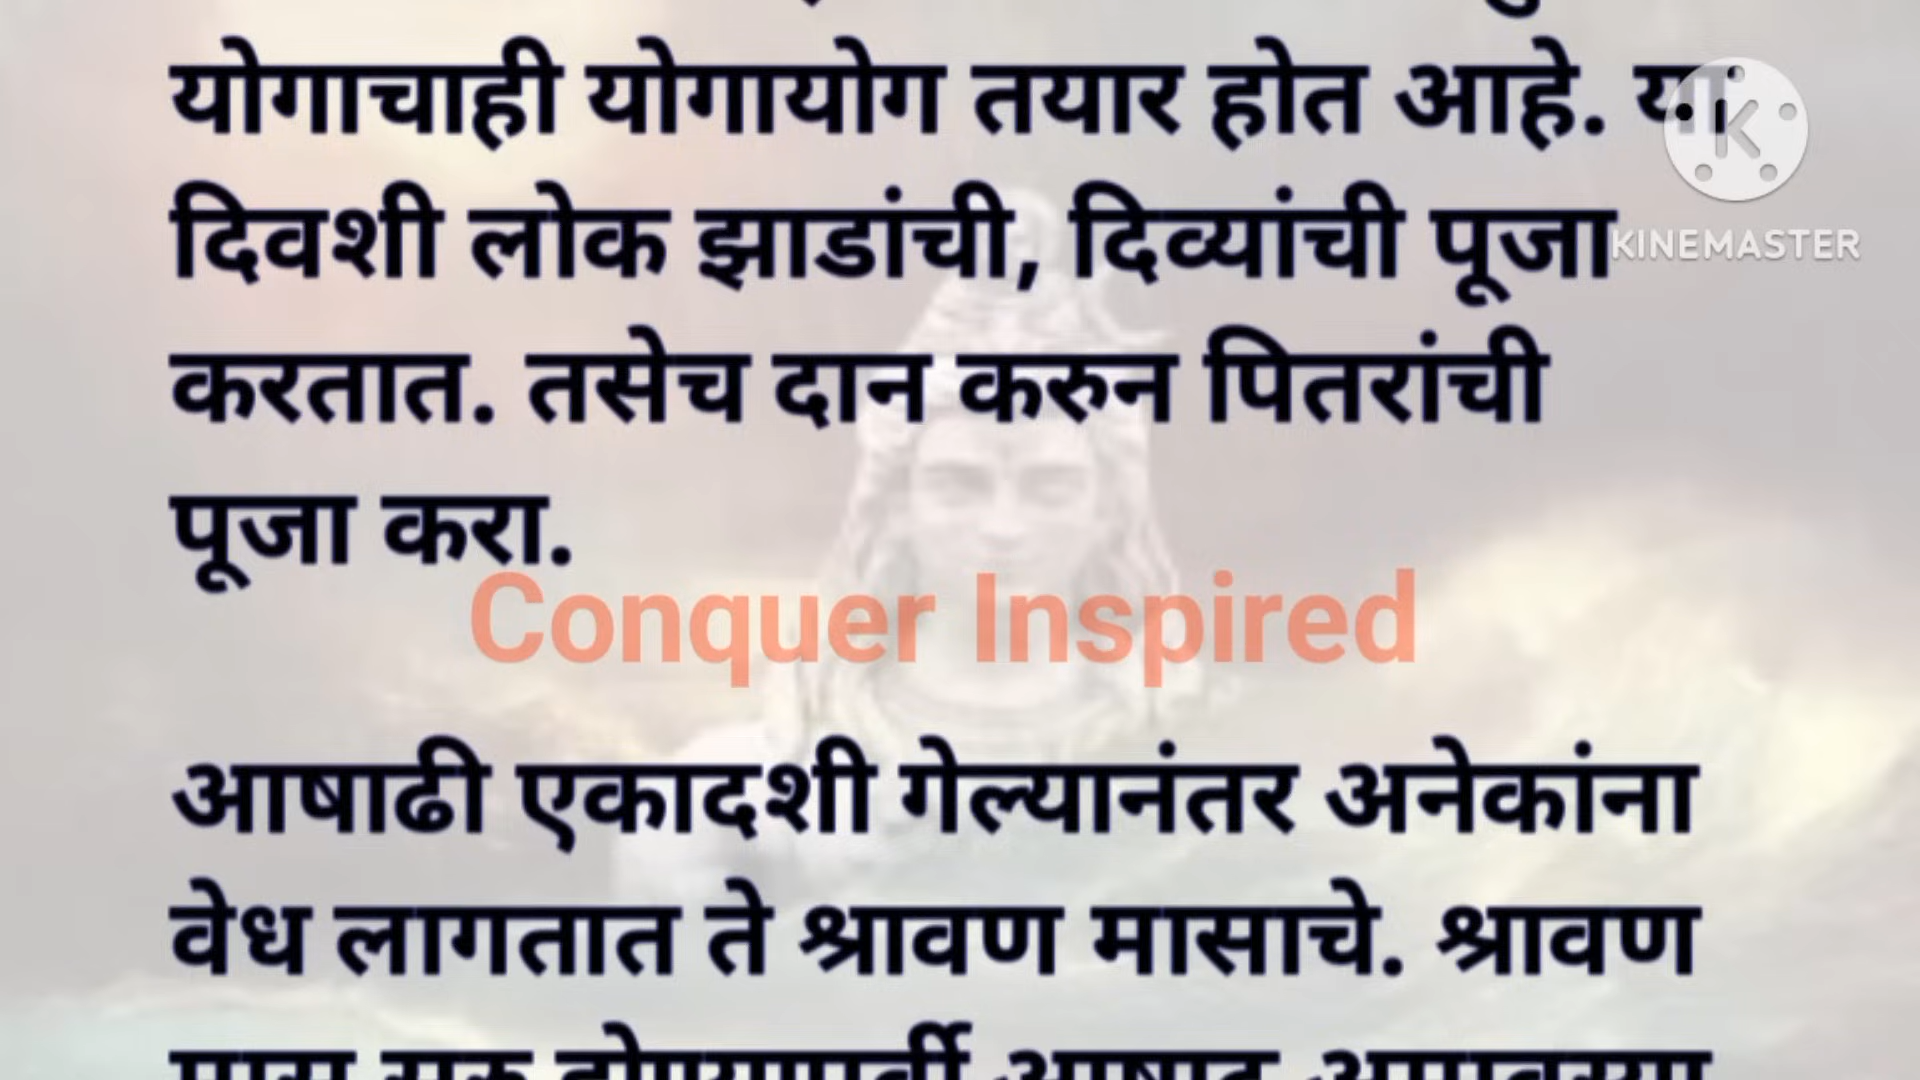 योगाचाही योगायोग तयार होत आहे. या
दिवशी लोक झाडांची, दिव्यांची पूजा
KINEMASTER
करतात. तसेच दान करुन पितरांची
पूजा करा.
Conquer Inspired
आषाढी एकादशी गेल्यानंतर अनेकांना
वेध लागतात ते श्रावण मासाचे. श्रावण